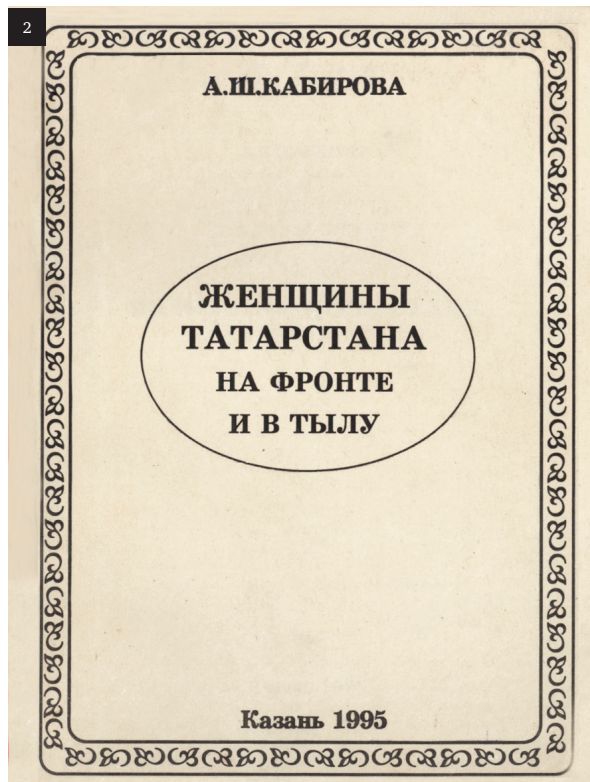 2
А.Ш.КАБИРОВА
ЖЕНЩИНЫ
ТАТАРСТАНА
НА ФРОНТЕ
И В ТЫЛУ
Казань 1995